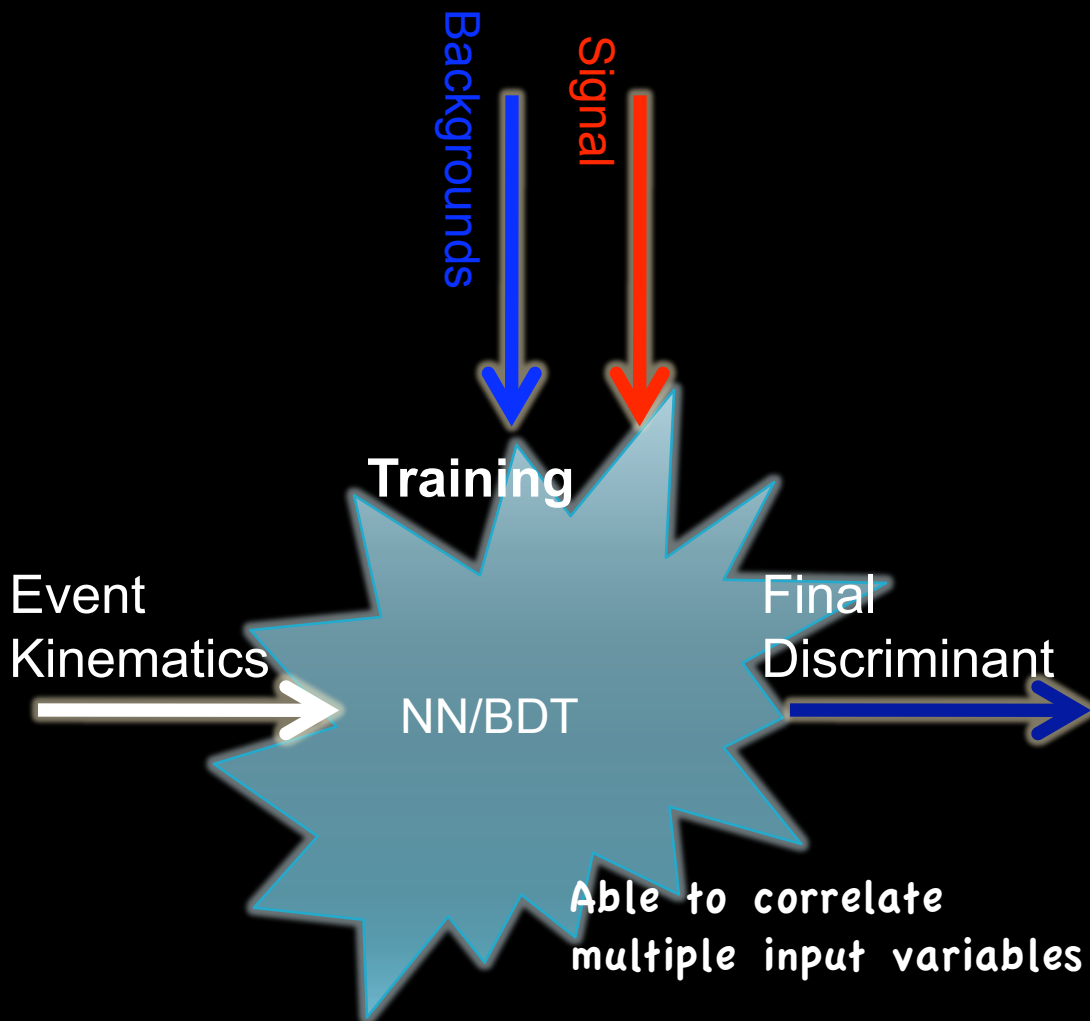 Backgrounds
Signal
Training
Event
Kinematics
NN/BDT
Final
Discriminant
Able to correlate
multiple input variables